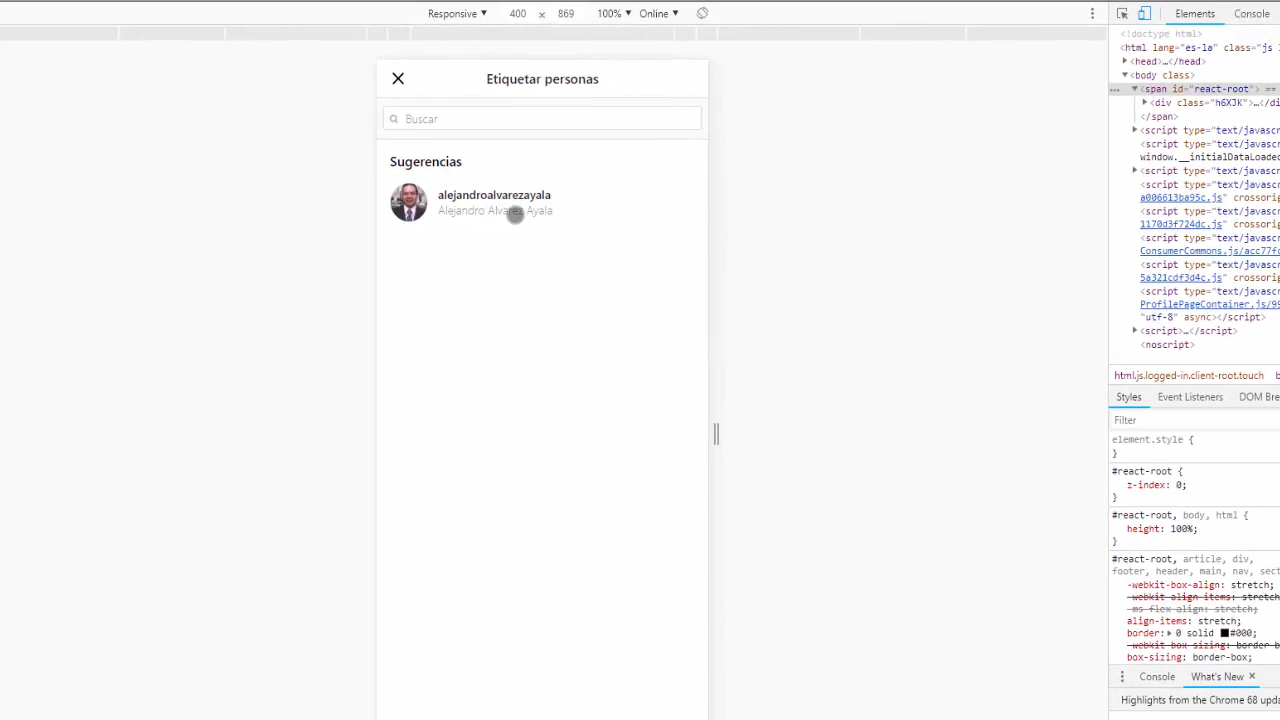 Responsive ▼ 400 x 869 100% ▼ Online ▼
Elements Console
<!doctype html>
<html lang="es-la" class="js
<head>…</head>
<body class>
<span id="react-root"> ==
<div class="h6XJK">…</di
</span>
<script type="text/javascr
<script type="text/javascr
window.__initialDataLoaded
<script type="text/javascr
<script type="text/javascr
a006613ba95c.js" crossorig
<script type="text/javascr
1170d3f724dc.js" crossorig
<script type="text/javascr
ConsumerCommons.js/acc77fc
<script type="text/javascr
5a321cdf3d4c.js" crossorig
<script type="text/javascr
ProfilePageContainer.js/99
"utf-8" async></script>
<script>…</script>
<noscript>
html.js.logged-in.client-root.touch
Styles Event Listeners DOM Bre
Filter
element.style {
}
#react-root {
z-index: 0;
}
#react-root, body, html {
height: 100%;
}
#react-root, article, div,
footer, header, main, nav, sect
-webkit-box-align: stretch;
-webkit-align-items: stretch
-ms-flex-align: stretch;
align-items: stretch;
border: 0 solid #000;
-webkit-box-sizing: border-b
box-sizing: border-box;
Console What's New ×
Highlights from the Chrome 68 upda
Etiquetar personas
Buscar
Sugerencias
alejandroalvarezayala
Alejandro Alvarez Ayala